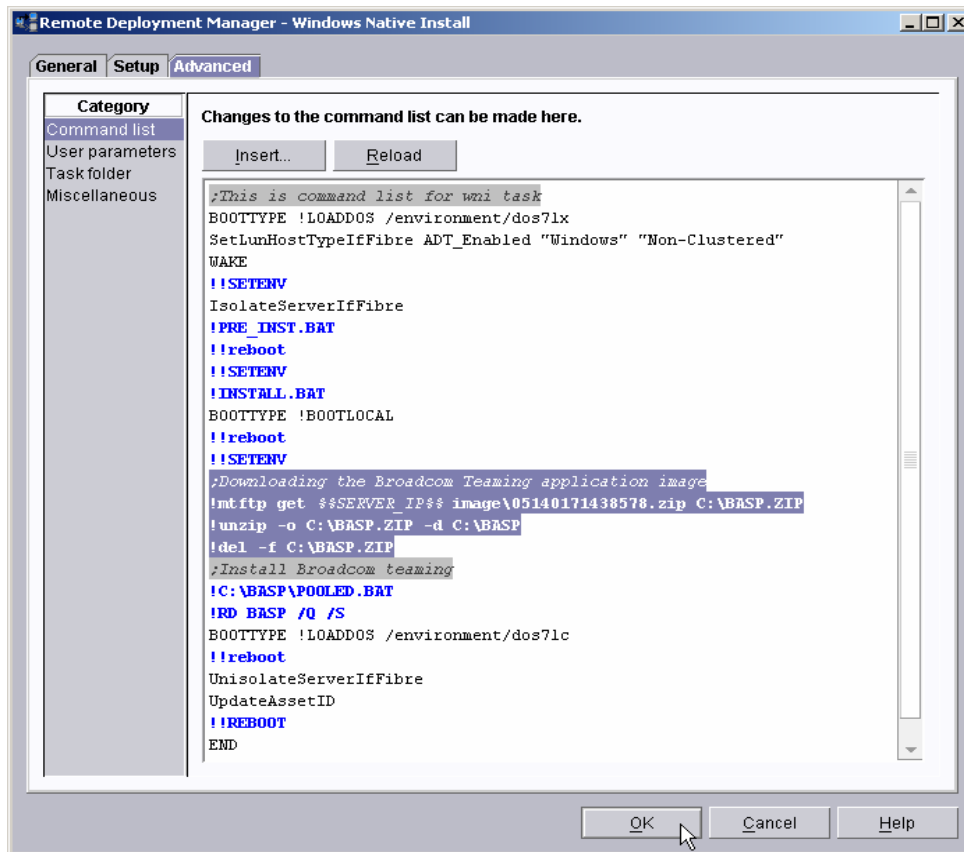 Remote Deployment Manager - Windows Native Install
General Setup Advanced
Category
Command list
User parameters
Task folder
Miscellaneous
Changes to the command list can be made here.
Insert... Reload
;This is command list for wni task
BOOTTYPE !LOADDOS /environment/dos71x
SetLunHostTypeIfFibre ADT_Enabled "Windows" "Non-Clustered"
WAKE
!!SETENV
IsolateServerIfFibre
!PRE_INST.BAT
!!reboot
!!SETENV
!INSTALL.BAT
BOOTTYPE !BOOTLOCAL
!!reboot
!!SETENV
;Downloading the Broadcom Teaming application image
!mtftp get $$SERVER_IP$$ image\05140171438578.zip C:\BASP.ZIP
!unzip -o C:\BASP.ZIP -d C:\BASP
!del -f C:\BASP.ZIP
;Install Broadcom teaming
!C:\BASP\POOLED.BAT
!RD BASP /Q /S
BOOTTYPE !LOADDOS /environment/dos71c
!!reboot
UnisolateServerIfFibre
UpdateAssetID
!!REBOOT
END
OK Cancel Help